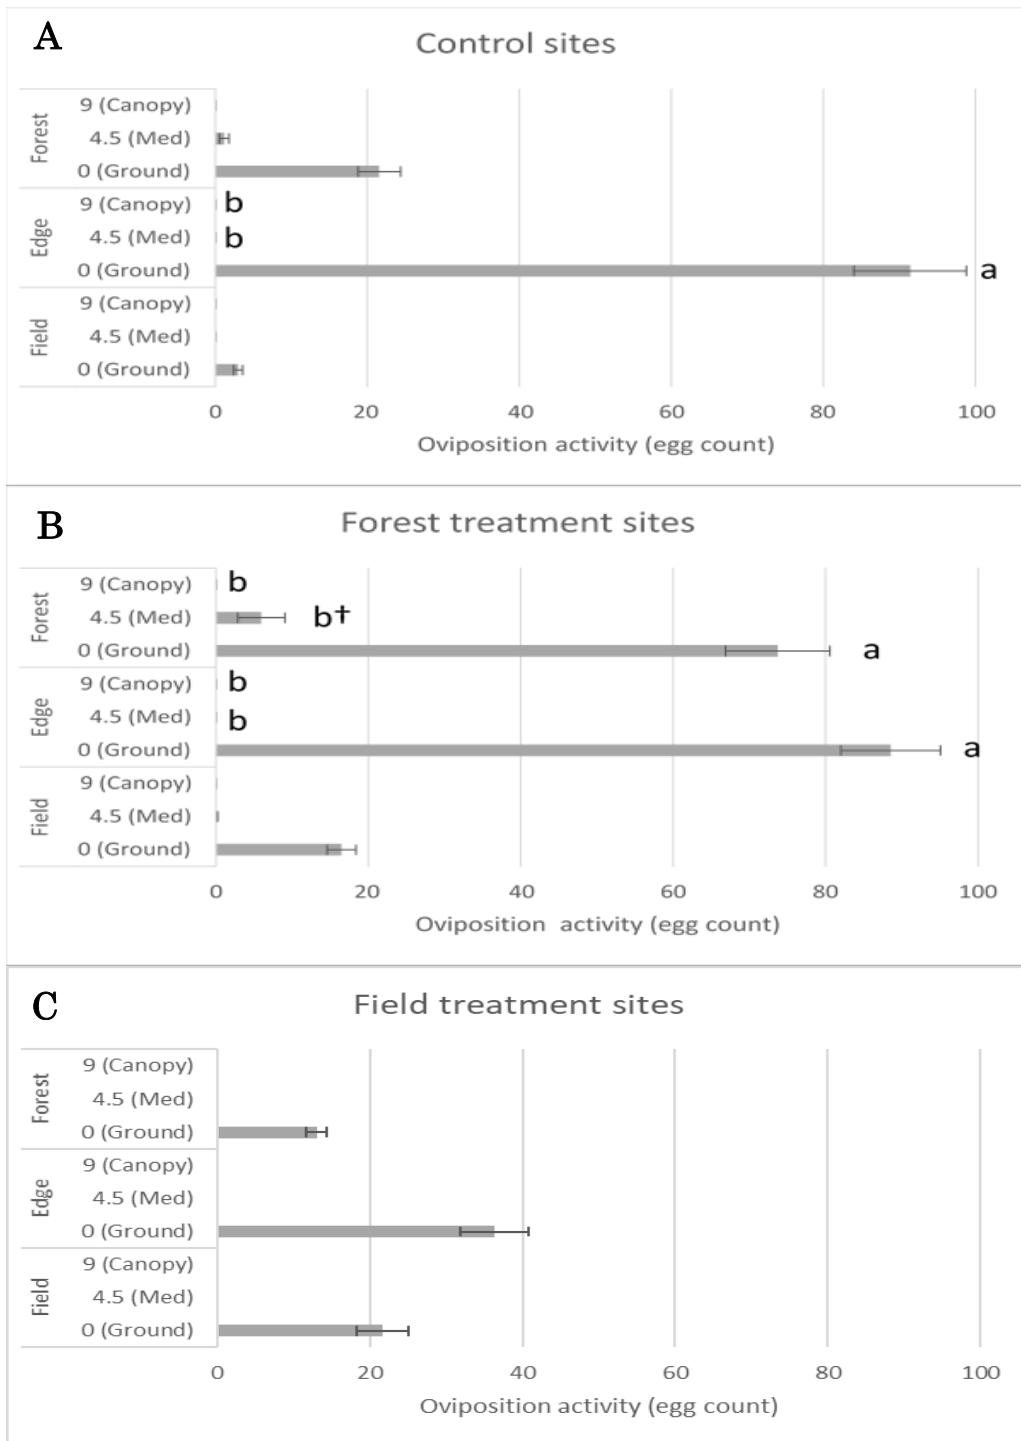 A
Control sites
Forest
9 (Canopy)
4.5 (Med)
0 (Ground)
Edge
9 (Canopy) b
4.5 (Med) b
0 (Ground) a
Field
9 (Canopy)
4.5 (Med)
0 (Ground)
0 20 40 60 80 100
Oviposition activity (egg count)
B
Forest treatment sites
Forest
9 (Canopy) b
4.5 (Med) b†
0 (Ground) a
Edge
9 (Canopy) b
4.5 (Med) b
0 (Ground) a
Field
9 (Canopy)
4.5 (Med)
0 (Ground)
0 20 40 60 80 100
Oviposition activity (egg count)
C
Field treatment sites
Forest
9 (Canopy)
4.5 (Med)
0 (Ground)
Edge
9 (Canopy)
4.5 (Med)
0 (Ground)
Field
9 (Canopy)
4.5 (Med)
0 (Ground)
0 20 40 60 80 100
Oviposition activity (egg count)